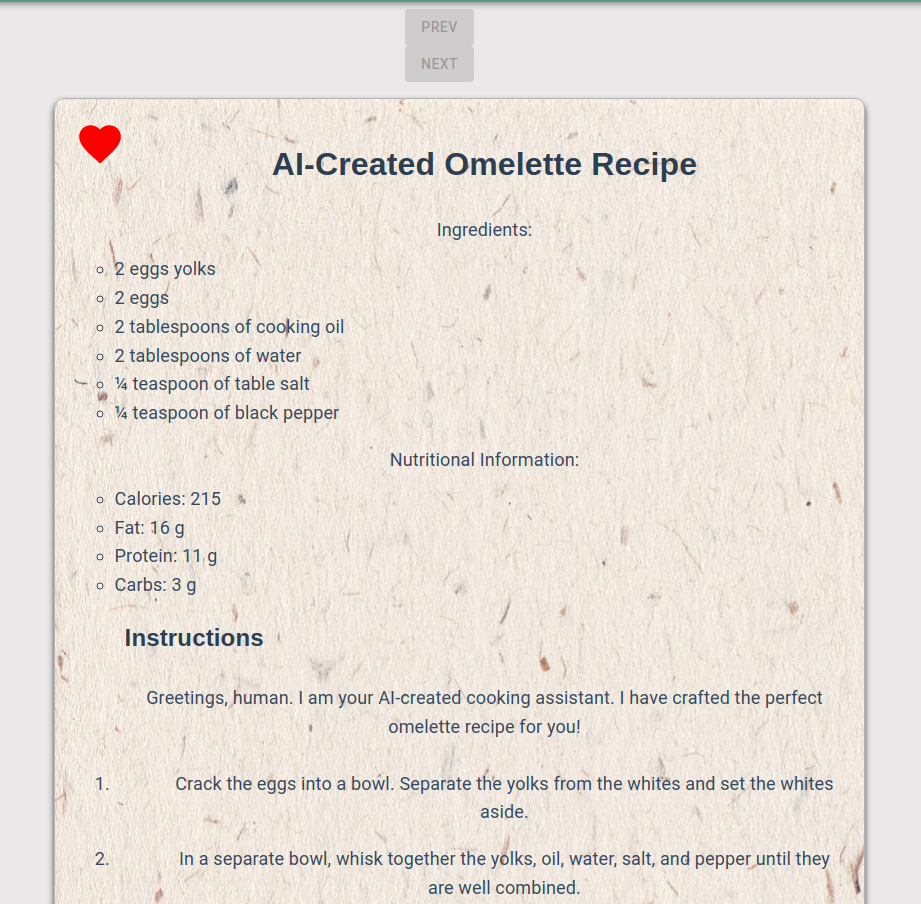 PREV
NEXT
AI-Created Omelette Recipe
Ingredients:
2 eggs yolks
2 eggs
2 tablespoons of cooking oil
2 tablespoons of water
¼ teaspoon of table salt
¼ teaspoon of black pepper
Nutritional Information:
Calories: 215
Fat: 16 g
Protein: 11 g
Carbs: 3 g
Instructions
Greetings, human. I am your AI-created cooking assistant. I have crafted the perfect
omelette recipe for you!
1. Crack the eggs into a bowl. Separate the yolks from the whites and set the whites
aside.
2. In a separate bowl, whisk together the yolks, oil, water, salt, and pepper until they
are well combined.